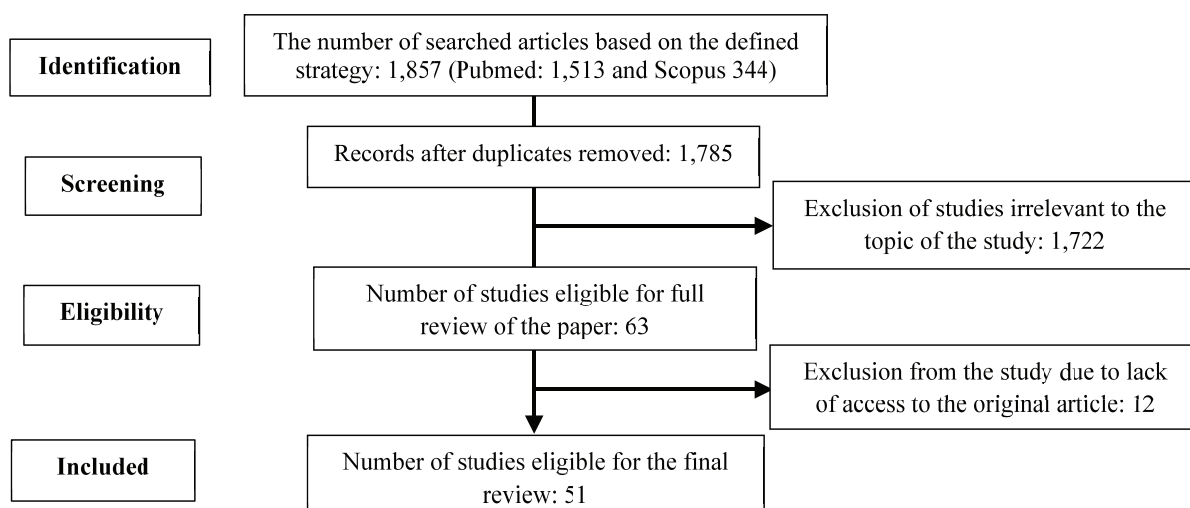 Identification
The number of searched articles based on the defined
strategy: 1,857 (Pubmed: 1,513 and Scopus 344)
Records after duplicates removed: 1,785
Screening
Exclusion of studies irrelevant to the
topic of the study: 1,722
Eligibility
Number of studies eligible for full
review of the paper: 63
Exclusion from the study due to lack
of access to the original article: 12
Included
Number of studies eligible for the final
review: 51